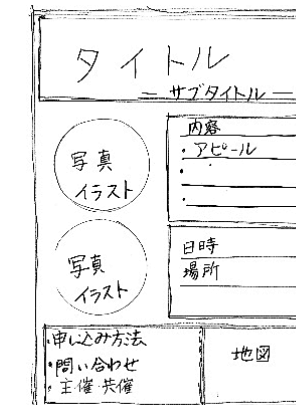 タイトル
― サブタイトル ―
写真
イラスト
内容
・アピール
・
・
・
写真
イラスト
日時
場所
・申し込み方法
・問い合わせ
・主催・共催
地図